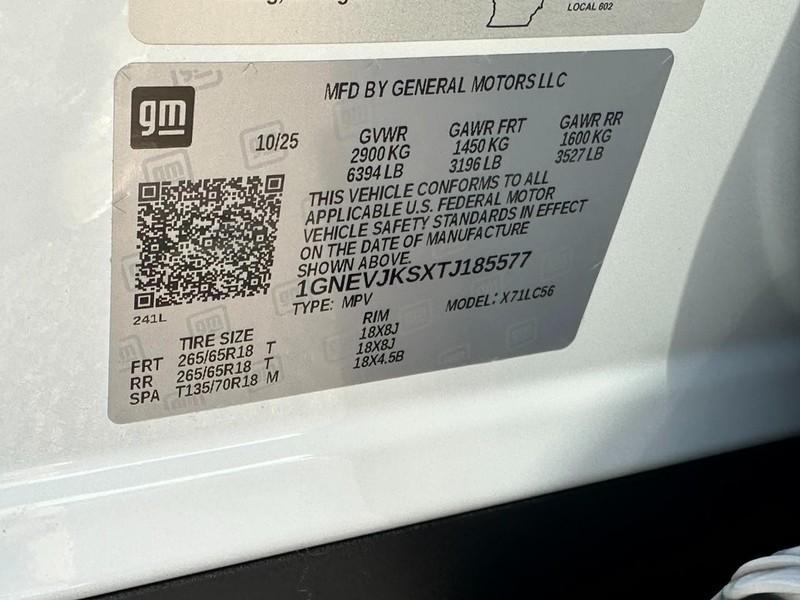 LOCAL 602
MFD BY GENERAL MOTORS LLC
gm
10/25
GVWR GAWR FRT GAWR RR
2900 KG 1450 KG 1600 KG
6394 LB 3196 LB 3527 LB
THIS VEHICLE CONFORMS TO ALL
APPLICABLE U.S. FEDERAL MOTOR
VEHICLE SAFETY STANDARDS IN EFFECT
ON THE DATE OF MANUFACTURE
SHOWN ABOVE.
1GNEVJKSXTJ185577
TYPE: MPV MODEL: X71LC56
241L
TIRE SIZE RIM
FRT 265/65R18 T 18X8J
RR 265/65R18 T 18X8J
SPA T135/70R18 M 18X4.5B